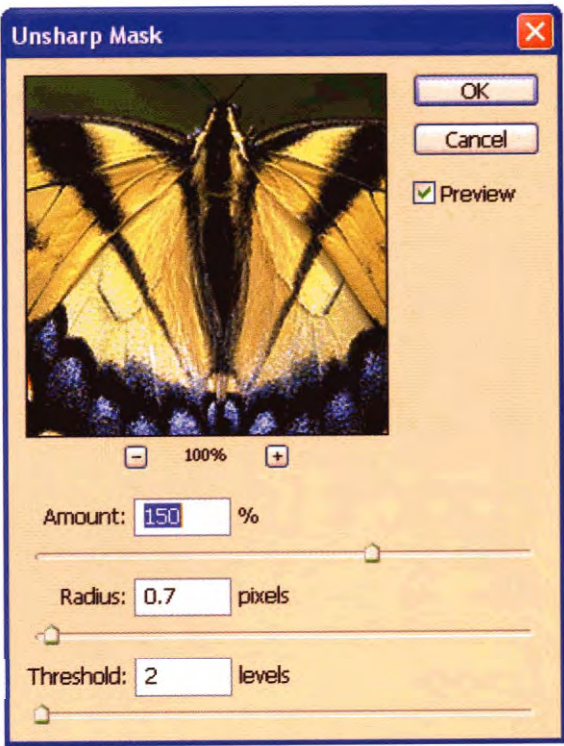 Unsharp Mask
OK
Cancel
Preview
100%
Amount: 150 %
Radius: 0.7 pixels
Threshold: 2 levels